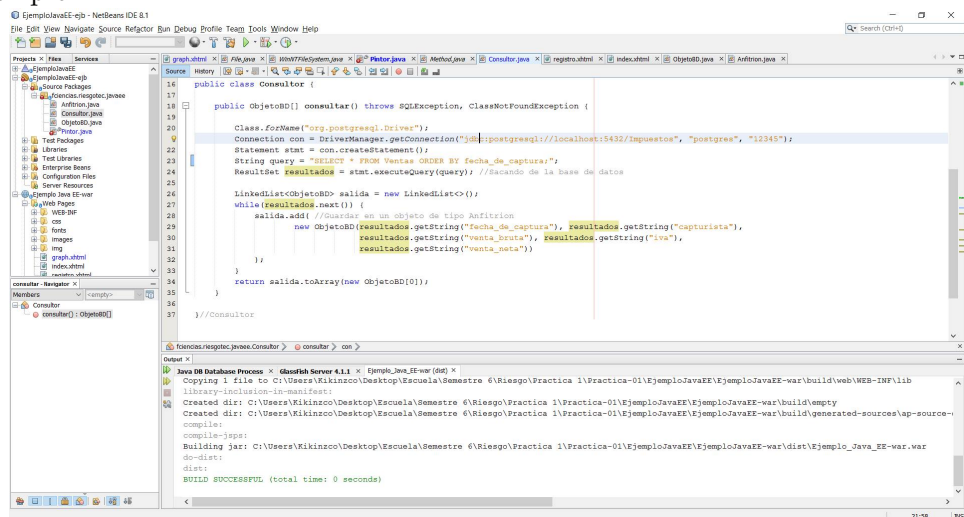 EjemploJavaEE-ejb - NetBeans IDE 8.1
File Edit View Navigate Source Refactor Run Debug Profile Team Tools Window Help
Search (Ctrl+I)
Projects × Files Services
graph.xhtml × File.java × WinNTFileSystem.java × Pintor.java × Method.java × Consultor.java × registro.xhtml × index.xhtml × ObjetoBD.java × Anfitrion.java ×
Source History
EjemploJavaEE
EjemploJavaEE-ejb
Source Packages
fciencias.riesgotec.javaee
Anfitrion.java
Consultor.java
ObjetoBD.java
Pintor.java
Test Packages
Libraries
Test Libraries
Enterprise Beans
Configuration Files
Server Resources
Ejemplo Java EE-war
Web Pages
WEB-INF
css
fonts
images
img
graph.xhtml
index.xhtml
registro.xhtml
consultar - Navigator ×
Members <empty>
Consultor
consultar() : ObjetoBD[]
16 public class Consultor {
17
18 public ObjetoBD[] consultar() throws SQLException, ClassNotFoundException {
19
20 Class.forName("org.postgresql.Driver");
Connection con = DriverManager.getConnection("jdbc:postgresql://localhost:5432/Impuestos", "postgres", "12345");
22 Statement stmt = con.createStatement();
23 String query = "SELECT * FROM Ventas ORDER BY fecha_de_captura;";
24 ResultSet resultados = stmt.executeQuery(query); //Sacando de la base de datos
25
26 LinkedList<ObjetoBD> salida = new LinkedList<>();
27 while(resultados.next()) {
28 salida.add( //Guardar en un objeto de tipo Anfitrion
29 new ObjetoBD(resultados.getString("fecha_de_captura"), resultados.getString("capturista"),
30 resultados.getString("venta_bruta"), resultados.getString("iva"),
31 resultados.getString("venta_neta"))
32 );
33 }
34 return salida.toArray(new ObjetoBD[0]);
35 }
36
37 }//Consultor
fciencias.riesgotec.javaee.Consultor > consultar > con >
Output ×
Java DB Database Process × GlassFish Server 4.1.1 × Ejemplo_Java_EE-war (dist) ×
Copying 1 file to C:\Users\Kikinzco\Desktop\Escuela\Semestre 6\Riesgo\Practica 1\Practica-01\EjemploJavaEE\EjemploJavaEE-war\build\web\WEB-INF\lib
library-inclusion-in-manifest:
Created dir: C:\Users\Kikinzco\Desktop\Escuela\Semestre 6\Riesgo\Practica 1\Practica-01\EjemploJavaEE\EjemploJavaEE-war\build\empty
Created dir: C:\Users\Kikinzco\Desktop\Escuela\Semestre 6\Riesgo\Practica 1\Practica-01\EjemploJavaEE\EjemploJavaEE-war\build\generated-sources\ap-source-
compile:
compile-jsps:
Building jar: C:\Users\Kikinzco\Desktop\Escuela\Semestre 6\Riesgo\Practica 1\Practica-01\EjemploJavaEE\EjemploJavaEE-war\dist\Ejemplo_Java_EE-war.war
do-dist:
dist:
BUILD SUCCESSFUL (total time: 0 seconds)
21:58 INS